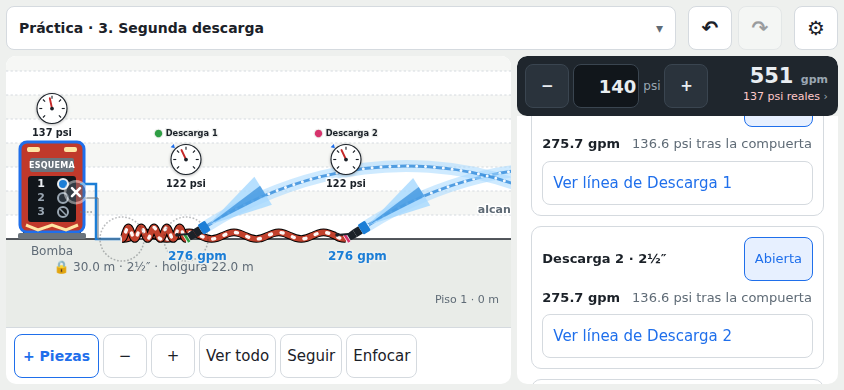 Práctica · 3. Segunda descarga
137 psi
Descarga 1
Descarga 2
ESQUEMA
1
2
3
122 psi
122 psi
alcan
Bomba
276 gpm
276 gpm
🔒 30.0 m · 2½″ · holgura 22.0 m
Piso 1 · 0 m
+ Piezas
−
+
Ver todo
Seguir
Enfocar
−
140 psi
+
551 gpm
137 psi reales ›
275.7 gpm 136.6 psi tras la compuerta
Ver línea de Descarga 1
Descarga 2 · 2½″
Abierta
275.7 gpm 136.6 psi tras la compuerta
Ver línea de Descarga 2